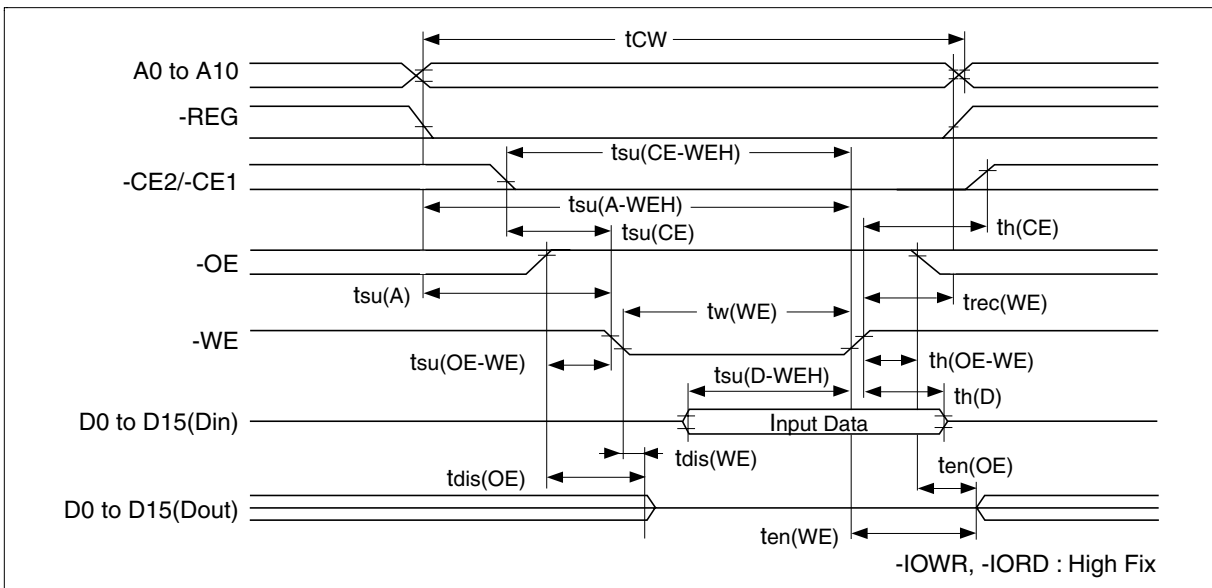 tCW
A0 to A10
-REG
tsu(CE-WEH)
-CE2/-CE1
tsu(A-WEH)
tsu(CE)
th(CE)
-OE
tsu(A)
trec(WE)
tw(WE)
-WE
tsu(OE-WE)
th(OE-WE)
tsu(D-WEH)
th(D)
D0 to D15(Din)
Input Data
tdis(WE)
tdis(OE)
ten(OE)
D0 to D15(Dout)
ten(WE)
-IOWR, -IORD : High Fix